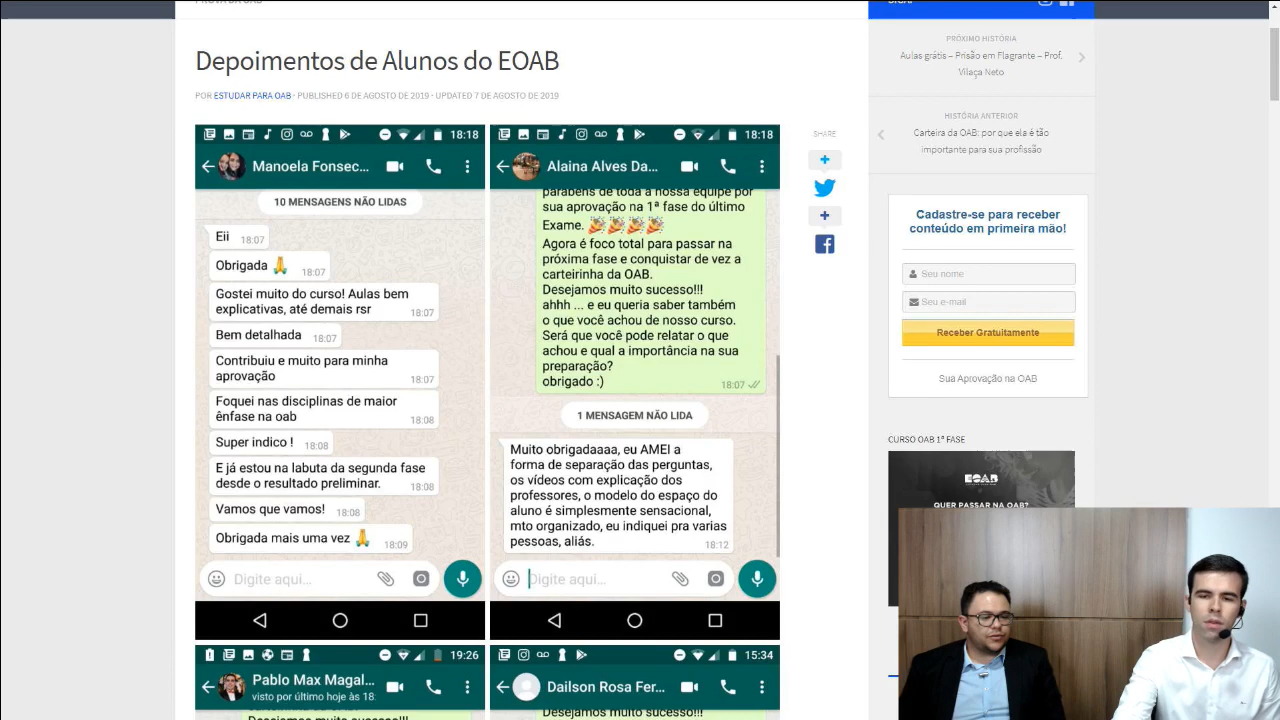 Depoimentos de Alunos do EOAB
POR ESTUDAR PARA OAB · PUBLISHED 6 DE AGOSTO DE 2019 · UPDATED 7 DE AGOSTO DE 2019
18:18
Manoela Fonsec...
10 MENSAGENS NÃO LIDAS
Eii 18:07
Obrigada 🙏 18:07
Gostei muito do curso! Aulas bem
explicativas, até demais rsr 18:07
Bem detalhada 18:07
Contribuiu e muito para minha
aprovação 18:07
Foquei nas disciplinas de maior
ênfase na oab 18:08
Super indico ! 18:08
E já estou na labuta da segunda fase
desde o resultado preliminar. 18:08
Vamos que vamos! 18:08
Obrigada mais uma vez 🙏 18:09
Digite aqui...
18:18
Alaina Alves Da...
parabéns de toda a nossa equipe por
sua aprovação na 1ª fase do último
Exame. 🎉🎉🎉🎉
Agora é foco total para passar na
próxima fase e conquistar de vez a
carteirinha da OAB.
Desejamos muito sucesso!!!
ahhh ... e eu queria saber também
o que você achou de nosso curso.
Será que você pode relatar o que
achou e qual a importância na sua
preparação?
obrigado :) 18:07
1 MENSAGEM NÃO LIDA
Muito obrigadaaaa, eu AMEI a
forma de separação das perguntas,
os vídeos com explicação dos
professores, o modelo do espaço do
aluno é simplesmente sensacional,
mto organizado, eu indiquei pra varias
pessoas, aliás. 18:12
Digite aqui...
19:26
Pablo Max Magal...
visto por último hoje às 18:
Desejamos muito sucesso!!!
15:34
Dailson Rosa Fer...
Desejamos muito sucesso!!!
SHARE
PRÓXIMO HISTÓRIA
Aulas grátis – Prisão em Flagrante – Prof.
Vilaça Neto
HISTÓRIA ANTERIOR
Carteira da OAB: por que ela é tão
importante para sua profissão
Cadastre-se para receber
conteúdo em primeira mão!
Seu nome
Seu e-mail
Receber Gratuitamente
Sua Aprovação na OAB
CURSO OAB 1ª FASE
EOAB
QUER PASSAR NA OAB?